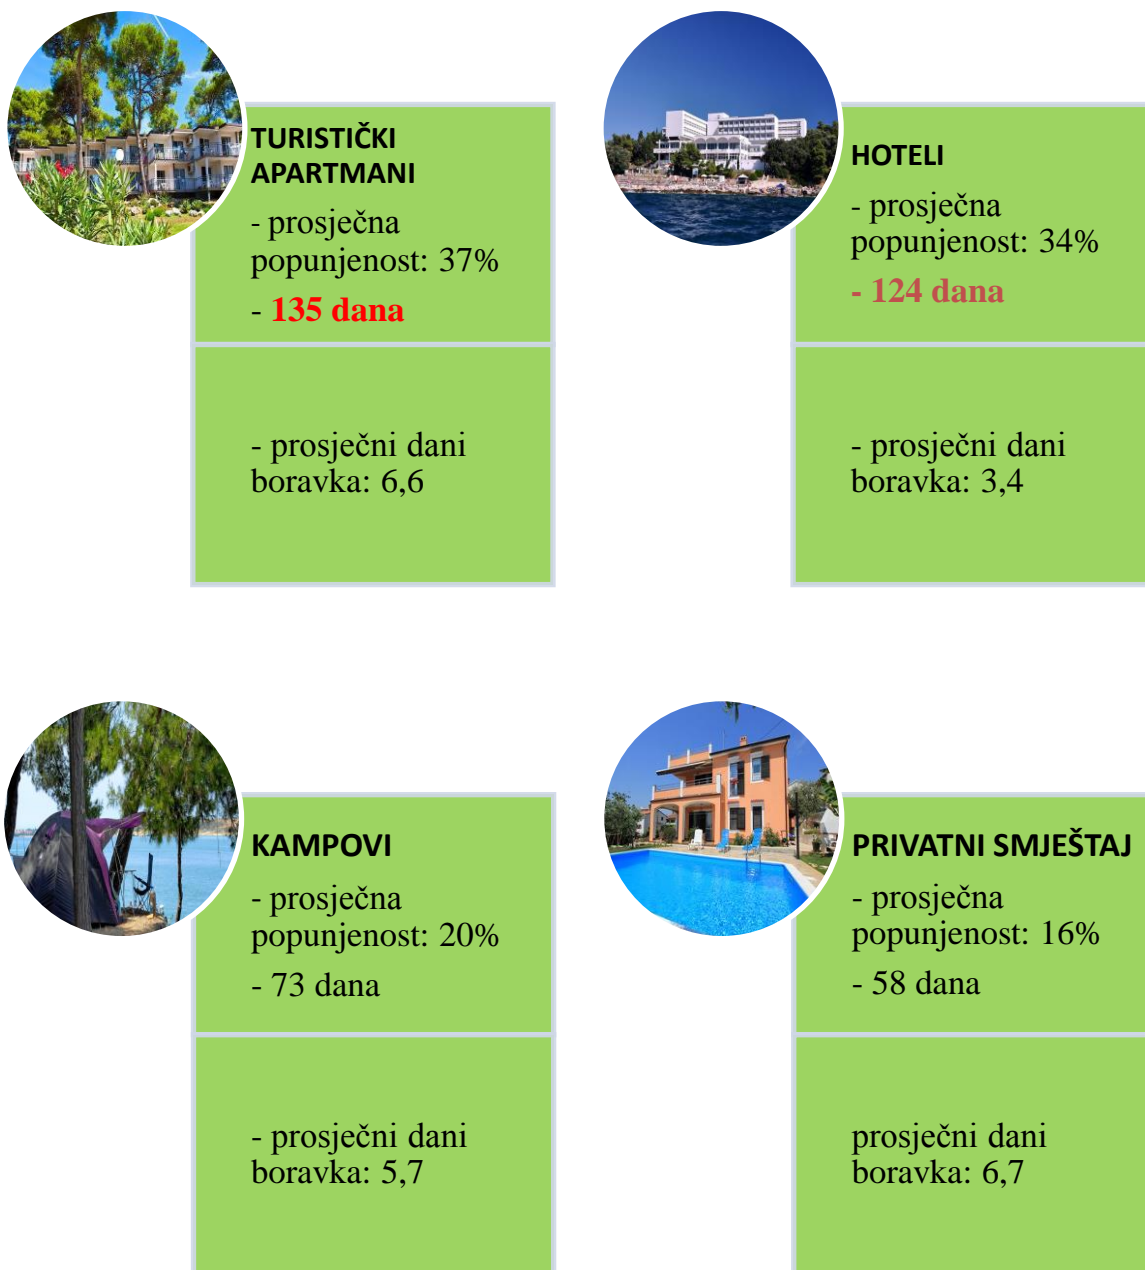 TURISTIČKI
APARTMANI
- prosječna
popunjenost: 37%
- 135 dana
- prosječni dani
boravka: 6,6
HOTELI
- prosječna
popunjenost: 34%
- 124 dana
- prosječni dani
boravka: 3,4
KAMPOVI
- prosječna
popunjenost: 20%
- 73 dana
- prosječni dani
boravka: 5,7
PRIVATNI SMJEŠTAJ
- prosječna
popunjenost: 16%
- 58 dana
prosječni dani
boravka: 6,7